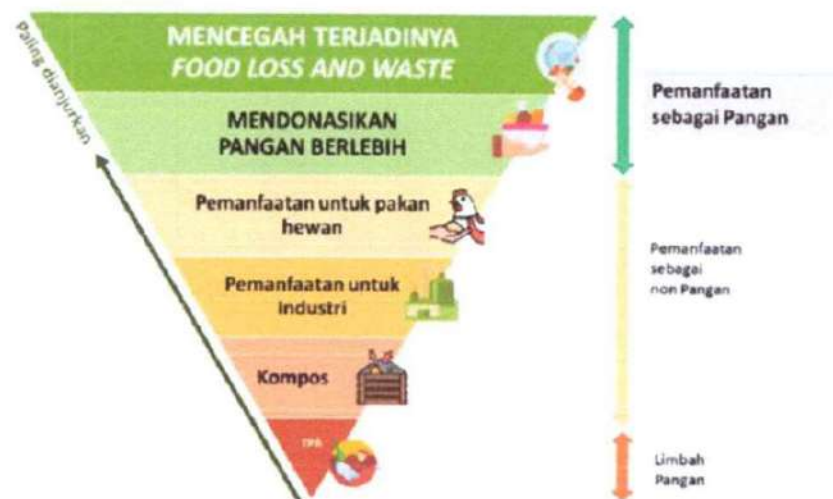 Paling dianjurkan
MENCEGAH TERJADINYA
FOOD LOSS AND WASTE
MENDONASIKAN
PANGAN BERLEBIH
Pemanfaatan untuk pakan
hewan
Pemanfaatan untuk
industri
Kompos
Pemanfaatan
sebagai Pangan
Pemanfaatan
sebagai
non Pangan
Limbah
Pangan